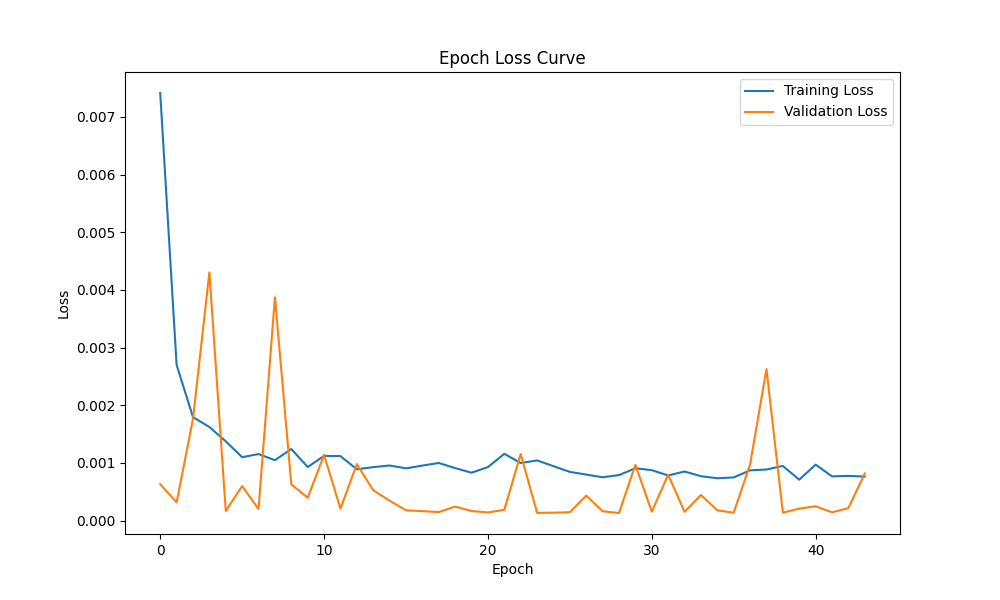 Epoch Loss Curve
Training Loss
Validation Loss
0.007
0.006
0.005
0.004
0.003
0.002
0.001
0.000
Loss
0 10 20 30 40
Epoch